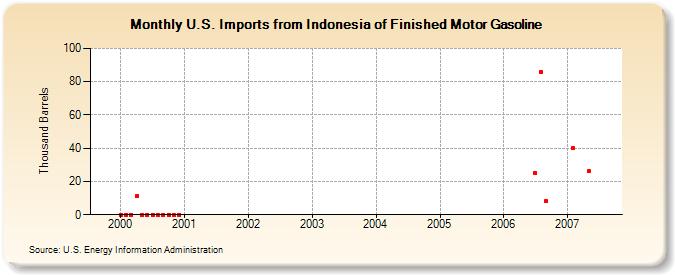 Monthly U.S. Imports from Indonesia of Finished Motor Gasoline
Thousand Barrels
100
80
60
40
20
0
2000 2001 2002 2003 2004 2005 2006 2007
Source: U.S. Energy Information Administration